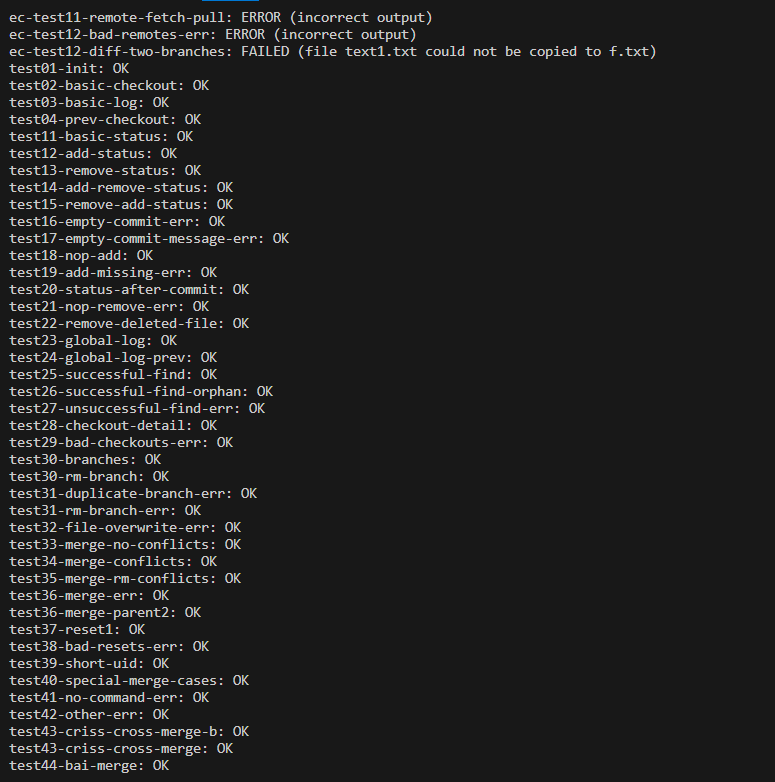 ec-test11-remote-fetch-pull: ERROR (incorrect output)
ec-test12-bad-remotes-err: ERROR (incorrect output)
ec-test12-diff-two-branches: FAILED (file text1.txt could not be copied to f.txt)
test01-init: OK
test02-basic-checkout: OK
test03-basic-log: OK
test04-prev-checkout: OK
test11-basic-status: OK
test12-add-status: OK
test13-remove-status: OK
test14-add-remove-status: OK
test15-remove-add-status: OK
test16-empty-commit-err: OK
test17-empty-commit-message-err: OK
test18-nop-add: OK
test19-add-missing-err: OK
test20-status-after-commit: OK
test21-nop-remove-err: OK
test22-remove-deleted-file: OK
test23-global-log: OK
test24-global-log-prev: OK
test25-successful-find: OK
test26-successful-find-orphan: OK
test27-unsuccessful-find-err: OK
test28-checkout-detail: OK
test29-bad-checkouts-err: OK
test30-branches: OK
test30-rm-branch: OK
test31-duplicate-branch-err: OK
test31-rm-branch-err: OK
test32-file-overwrite-err: OK
test33-merge-no-conflicts: OK
test34-merge-conflicts: OK
test35-merge-rm-conflicts: OK
test36-merge-err: OK
test36-merge-parent2: OK
test37-reset1: OK
test38-bad-resets-err: OK
test39-short-uid: OK
test40-special-merge-cases: OK
test41-no-command-err: OK
test42-other-err: OK
test43-criss-cross-merge-b: OK
test43-criss-cross-merge: OK
test44-bai-merge: OK